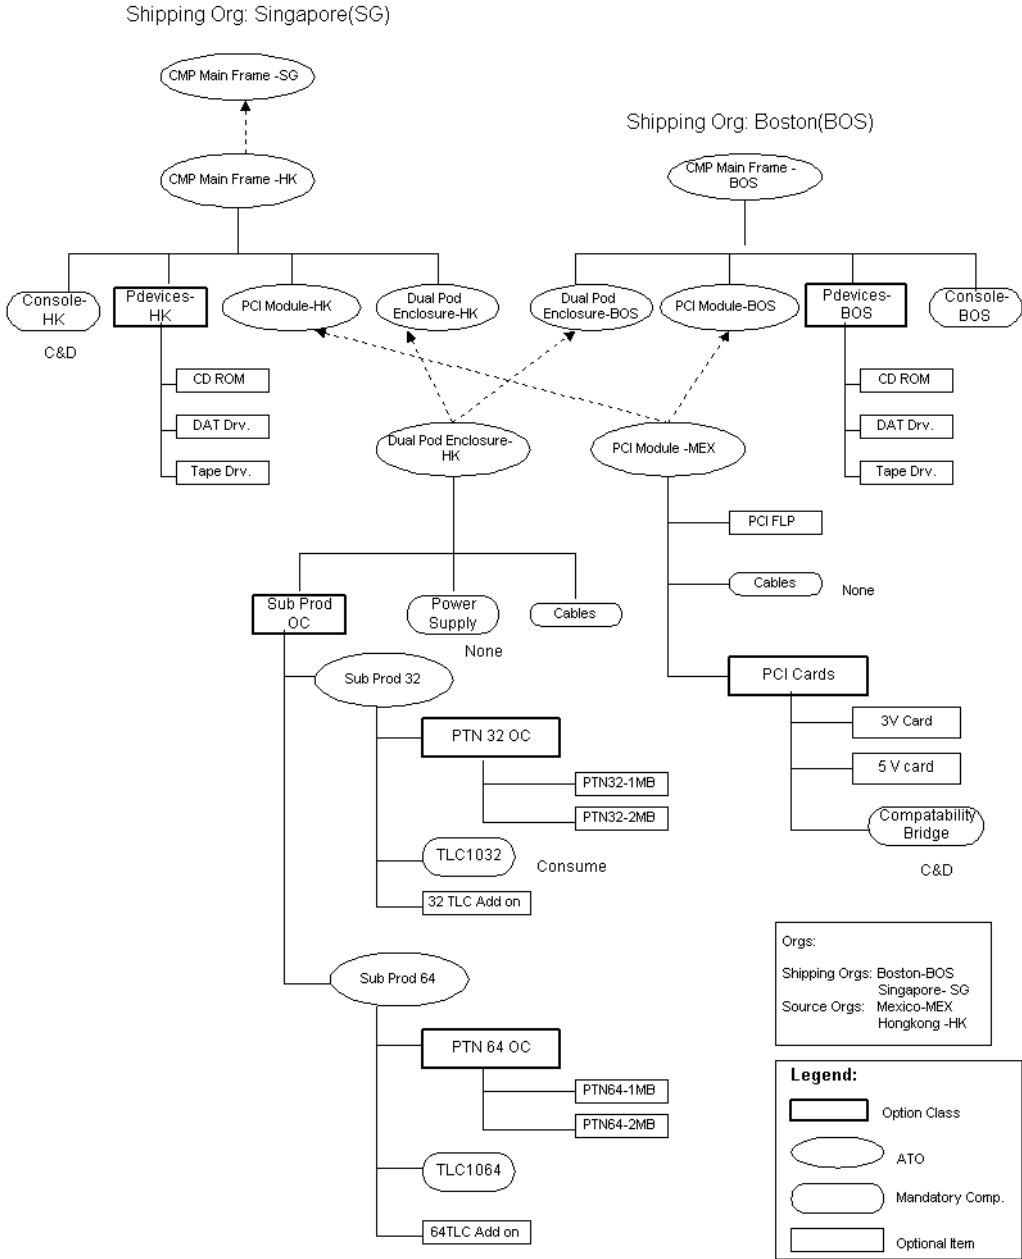 Shipping Org: Singapore(SG)
CMP Main Frame -SG
Shipping Org: Boston(BOS)
CMP Main Frame -HK
CMP Main Frame -
BOS
Console-
HK
Pdevices-
HK
PCI Module-HK
Dual Pod
Enclosure-HK
Dual Pod
Enclosure-BOS
PCI Module-BOS
Pdevices-
BOS
Console-
BOS
C&D
CD ROM
DAT Drv.
Tape Drv.
CD ROM
DAT Drv.
Tape Drv.
Dual Pod Enclosure-
HK
PCI Module -MEX
PCI FLP
Cables
None
Sub Prod
OC
Power
Supply
Cables
None
PCI Cards
Sub Prod 32
3V Card
5 V card
Compatability
Bridge
C&D
PTN 32 OC
PTN32-1MB
PTN32-2MB
TLC1032
Consume
32 TLC Add on
Sub Prod 64
PTN 64 OC
PTN64-1MB
PTN64-2MB
TLC1064
64TLC Add on
Orgs:
Shipping Orgs: Boston-BOS
Singapore- SG
Source Orgs: Mexico-MEX
Hongkong -HK
Legend:
Option Class
ATO
Mandatory Comp.
Optional Item